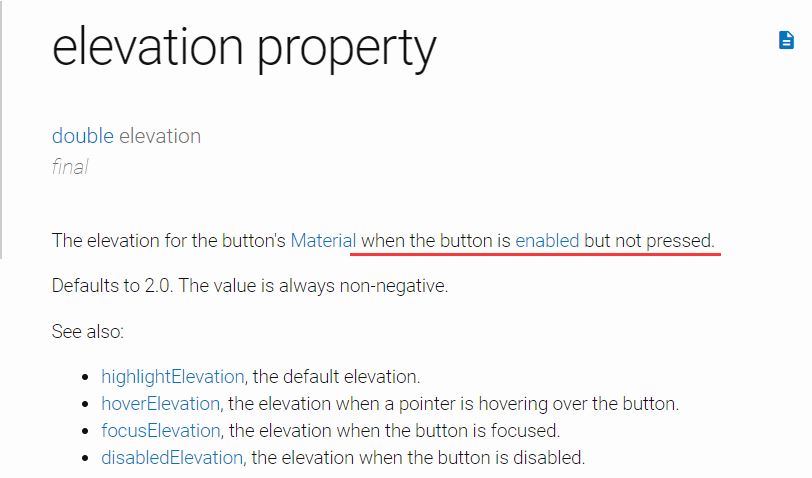 elevation property
double elevation
final
The elevation for the button's Material when the button is enabled but not pressed.
Defaults to 2.0. The value is always non-negative.
See also:
• highlightElevation, the default elevation.
• hoverElevation, the elevation when a pointer is hovering over the button.
• focusElevation, the elevation when the button is focused.
• disabledElevation, the elevation when the button is disabled.